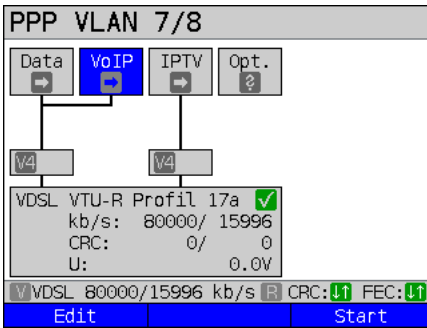 PPP VLAN 7/8
Data VoIP IPTV Opt.
?
V4 V4
VDSL VTU-R Profil 17a
kb/s: 80000/ 15996
CRC: 0/ 0
U: 0.0V
V VDSL 80000/15996 kb/s R CRC: FEC:
Edit Start